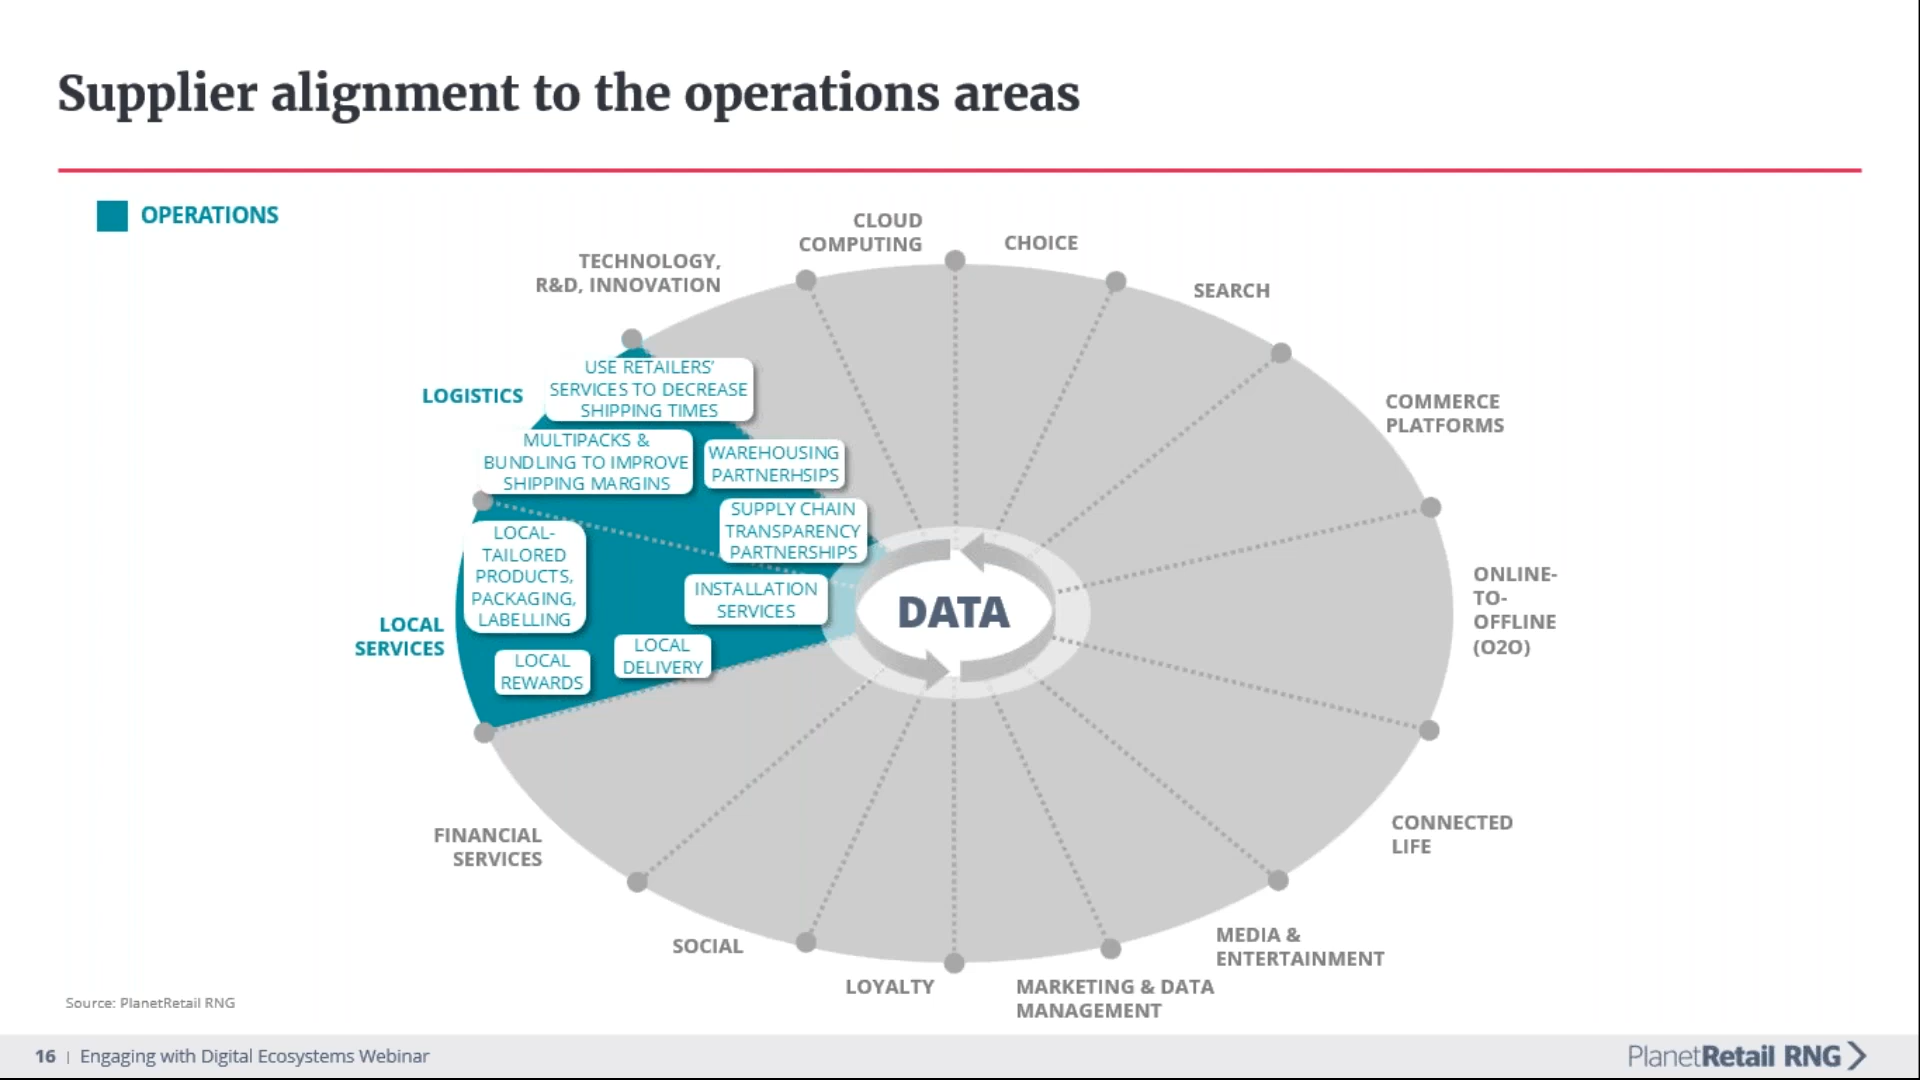 Supplier alignment to the operations areas
OPERATIONS
CLOUD
COMPUTING
CHOICE
TECHNOLOGY,
R&D, INNOVATION
SEARCH
LOGISTICS
USE RETAILERS'
SERVICES TO DECREASE
SHIPPING TIMES
COMMERCE
PLATFORMS
MULTIPACKS &
BUNDLING TO IMPROVE
SHIPPING MARGINS
WAREHOUSING
PARTNERHSIPS
SUPPLY CHAIN
TRANSPARENCY
PARTNERSHIPS
LOCAL-
TAILORED
PRODUCTS,
PACKAGING,
LABELLING
INSTALLATION
SERVICES
DATA
ONLINE-
TO-
OFFLINE
(O2O)
LOCAL
SERVICES
LOCAL
REWARDS
LOCAL
DELIVERY
FINANCIAL
SERVICES
CONNECTED
LIFE
SOCIAL
LOYALTY
MARKETING & DATA
MANAGEMENT
MEDIA &
ENTERTAINMENT
Source: PlanetRetail RNG
16 | Engaging with Digital Ecosystems Webinar
PlanetRetail RNG